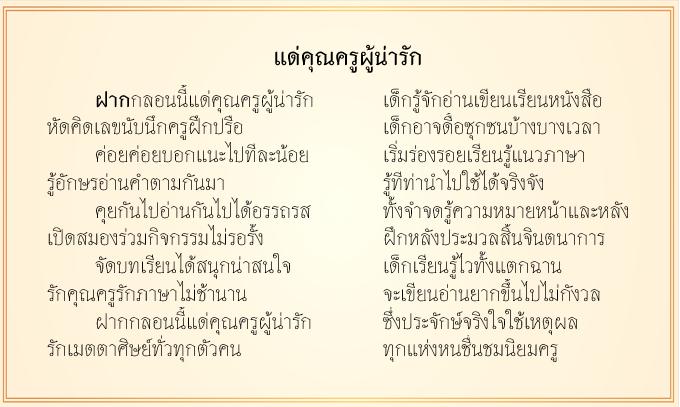 แด่คุณครูผู้น่ารัก
ฝากกลอนนี้แด่คุณครูผู้น่ารัก เด็กรู้จักอ่านเขียนเรียนหนังสือ
หัดคิดเลขนับนึกครูฝึกปรือ เด็กอาจดื้อซุกซนบ้างบางเวลา
ค่อยค่อยบอกแนะไปทีละน้อย เริ่มร่องรอยเรียนรู้แนวภาษา
รู้อักษรอ่านคำตามกันมา รู้ทีท่านำไปใช้ได้จริงจัง
คุยกันไปอ่านกันไปได้อรรถรส ทั้งจำจดรู้ความหมายหน้าและหลัง
เปิดสมองร่วมกิจกรรมไม่รอรั้ง ฝึกหลังประมวลสิ้นจินตนาการ
จัดบทเรียนได้สนุกน่าสนใจ เด็กเรียนรู้ไวทั้งแตกฉาน
รักคุณครูรักภาษาไม่ช้านาน จะเขียนอ่านยากขึ้นไปไม่กังวล
ฝากกลอนนี้แด่คุณครูผู้น่ารัก ซึ่งประจักษ์จริงใจใช้เหตุผล
รักเมตตาศิษย์ทั่วทุกตัวคน ทุกแห่งหนชื่นชมนิยมครู